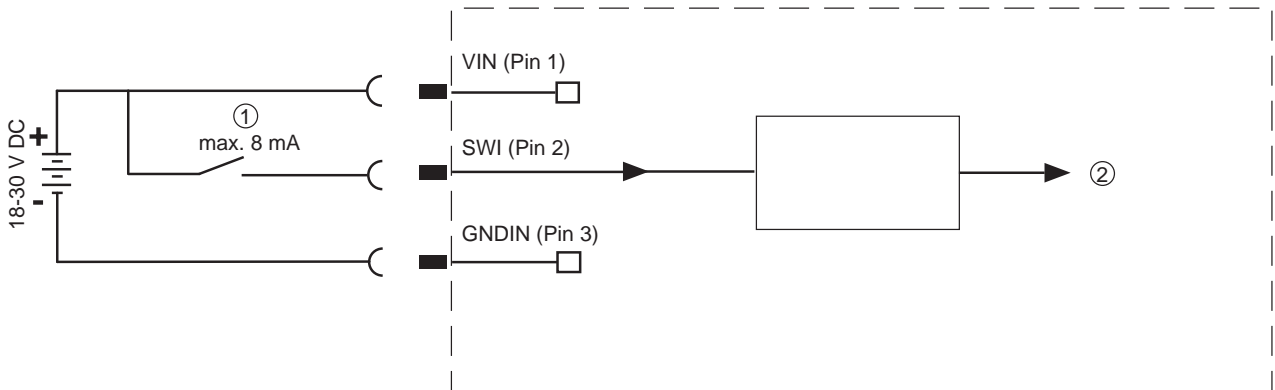 VIN (Pin 1)
①
max. 8 mA
+
18-30 V DC
-
SWI (Pin 2)
②
GNDIN (Pin 3)